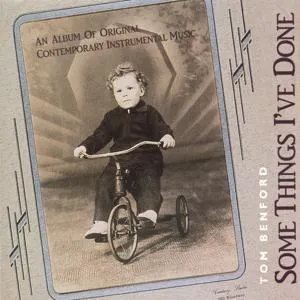 AN ALBUM OF ORIGINAL
CONTEMPORARY INSTRUMENTAL MUSIC
TOM BENFORD
SOME THINGS I'VE DONE